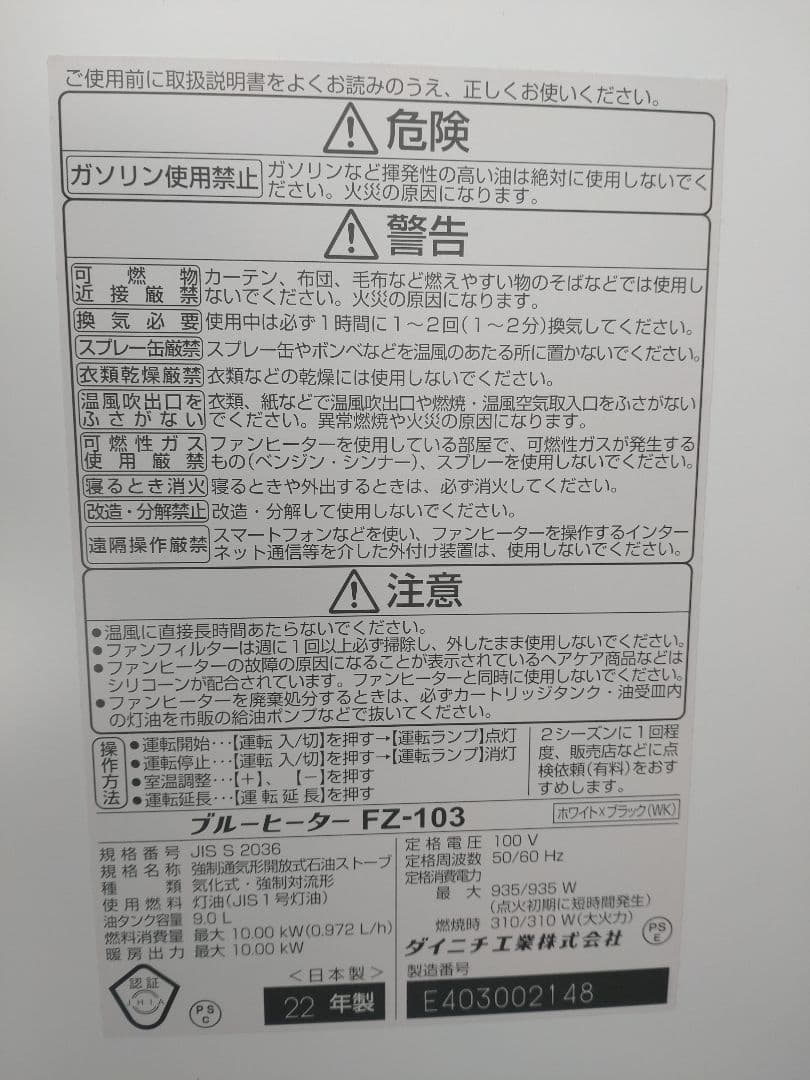 ご使用前に取扱説明書をよくお読みのうえ、正しくお使いください。
危険
ガソリン使用禁止 ガソリンなど揮発性の高い油は絶対に使用しないでく
ださい。火災の原因になります。
警告
可燃物 カーテン、布団、毛布など燃えやすい物のそばなどでは使用し
近接厳禁 ないでください。火災の原因になります。
換気必要 使用中は必ず1時間に1〜2回(1〜2分)換気してください。
スプレー缶厳禁 スプレー缶やボンベなどを温風のあたる所に置かないでください。
衣類乾燥厳禁 衣類などの乾燥には使用しないでください。
温風吹出口を 衣類、紙などで温風吹出口や燃焼・温風空気取入口をふさがない
ふさがない でください。異常燃焼や火災の原因になります。
可燃性ガス ファンヒーターを使用している部屋で、可燃性ガスが発生する
使用厳禁 もの(ベンジン・シンナー)、スプレーを使用しないでください。
寝るとき消火 寝るときや外出するときは、必ず消火してください。
改造・分解禁止 改造・分解して使用しないでください。
遠隔操作厳禁 スマートフォンなどを使い、ファンヒーターを操作するインター
ネット通信等を介した外付け装置は、使用しないでください。
注意
●温風に直接長時間あたらないでください。
●ファンフィルターは週に1回以上必ず掃除し、外したまま使用しないでください。
●ファンヒーターの故障の原因になることが表示されているヘアケア商品などは
シリコーンが配合されています。ファンヒーターと同時に使用しないでください。
●ファンヒーターを廃棄処分するときは、必ずカートリッジタンク・油受皿内
の灯油を市販の給油ポンプなどで抜いてください。
操作方法
●運転開始…【運転 入/切】を押す→【運転ランプ】点灯
●運転停止…【運転 入/切】を押す→【運転ランプ】消灯
●室温調整…【+】、【−】を押す
●運転延長…【運転延長】を押す
2シーズンに1回程
度、販売店などに点
検依頼(有料)をおす
すめします。
ブルーヒーター FZ-103
ホワイト×ブラック(WK)
規格番号 JIS S 2036
規格名称 強制通気形開放式石油ストーブ
種類 気化式・強制対流形
使用燃料 灯油(JIS1号灯油)
油タンク容量 9.0 L
燃料消費量 最大 10.00 kW(0.972 L/h)
暖房出力 最大 10.00 kW
定格電圧 100 V
定格周波数 50/60 Hz
定格消費電力
最大 935/935 W
(点火初期に短時間発生)
燃焼時 310/310 W(大火力)
ダイニチ工業株式会社
PS
E
認証
JHIA
PS
C
<日本製>
22 年製
製造番号
E403002148